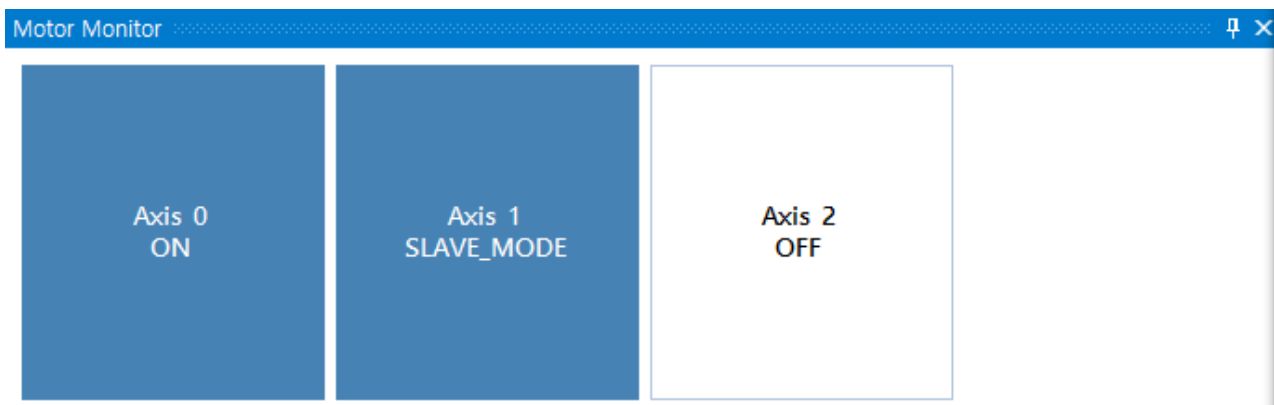 Motor Monitor
Axis 0
ON
Axis 1
SLAVE_MODE
Axis 2
OFF